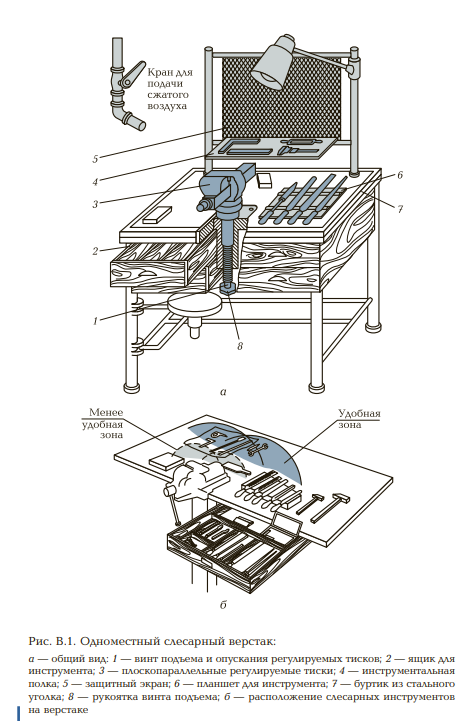 Кран для
подачи
сжатого
воздуха
5
4
3
6
7
2
1
8
а
Менее
удобная
зона
Удобная
зона
б
Рис. В.1. Одноместный слесарный верстак:
а — общий вид: 1 — винт подъема и опускания регулируемых тисков; 2 — ящик для
инструмента; 3 — плоскопараллельные регулируемые тиски; 4 — инструментальная
полка; 5 — защитный экран; 6 — планшет для инструмента; 7 — буртик из стального
уголка; 8 — рукоятка винта подъема; б — расположение слесарных инструментов
на верстаке